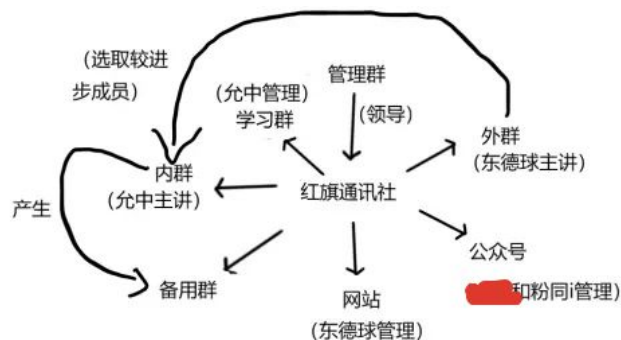 （选取较进
步成员）
管理群
（允中管理）
学习群
（领导）
外群
（东德球主讲）
内群
（允中主讲）
红旗通讯社
产生
公众号
备用群
网站
（东德球管理）
和粉同i管理）